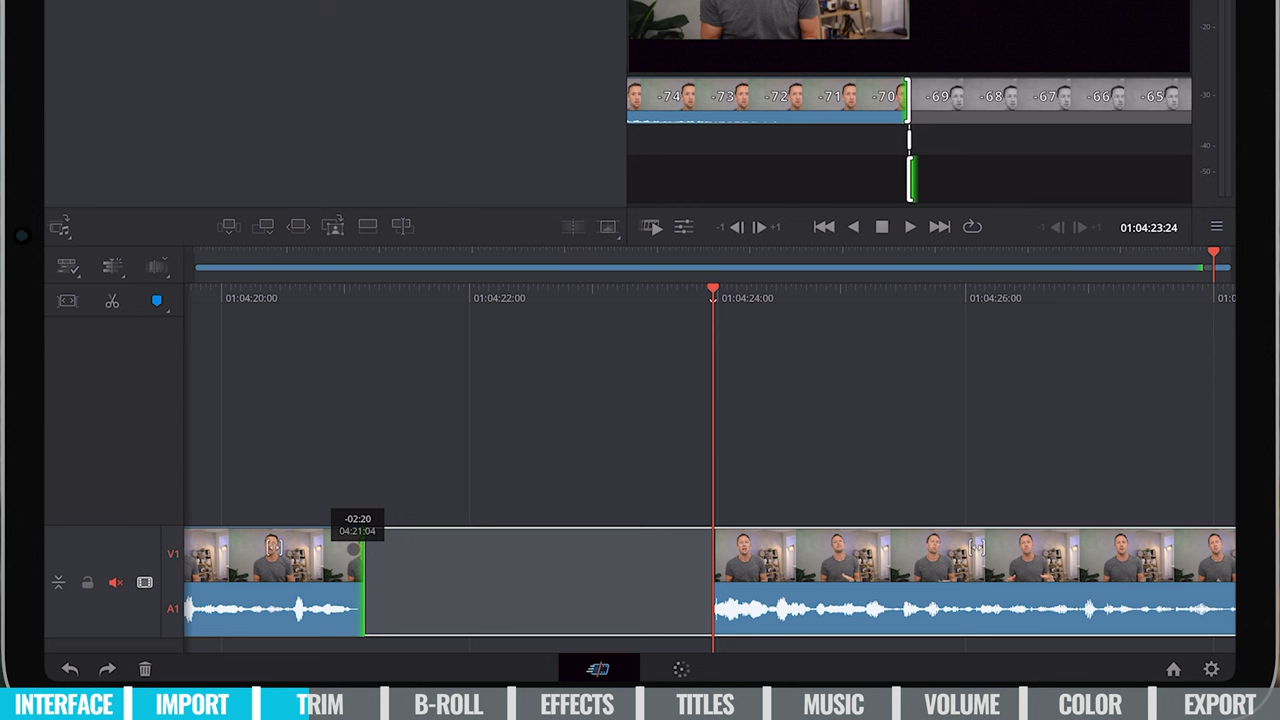 -20
-74 -73 -72 -71 -70 -69 -68 -67 -66 -65
-30
-40
-50
-1 +1 -1 +1 01:04:23:24
01:04:20:00 01:04:22:00 01:04:24:00 01:04:26:00 01:0
-02:20
04:21:04
V1
A1
INTERFACE IMPORT TRIM B-ROLL EFFECTS TITLES MUSIC VOLUME COLOR EXPORT